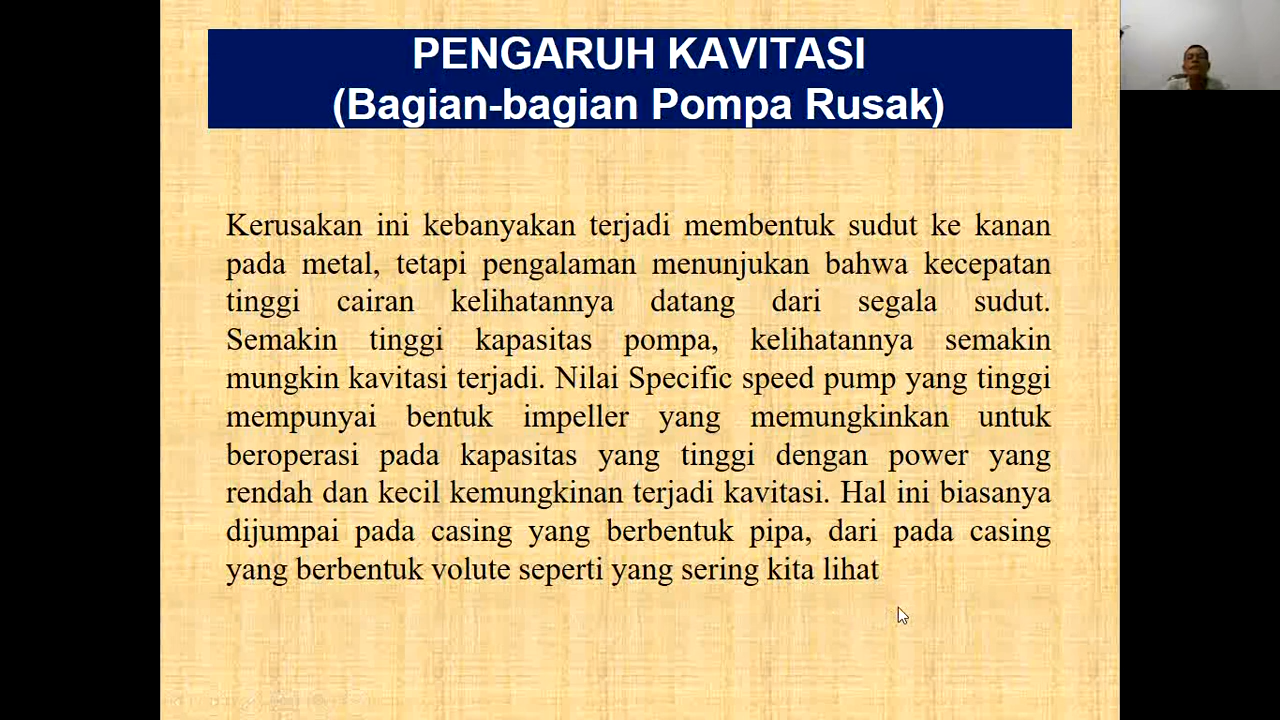 PENGARUH KAVITASI
(Bagian-bagian Pompa Rusak)
Kerusakan ini kebanyakan terjadi membentuk sudut ke kanan
pada metal, tetapi pengalaman menunjukan bahwa kecepatan
tinggi cairan kelihatannya datang dari segala sudut.
Semakin tinggi kapasitas pompa, kelihatannya semakin
mungkin kavitasi terjadi. Nilai Specific speed pump yang tinggi
mempunyai bentuk impeller yang memungkinkan untuk
beroperasi pada kapasitas yang tinggi dengan power yang
rendah dan kecil kemungkinan terjadi kavitasi. Hal ini biasanya
dijumpai pada casing yang berbentuk pipa, dari pada casing
yang berbentuk volute seperti yang sering kita lihat